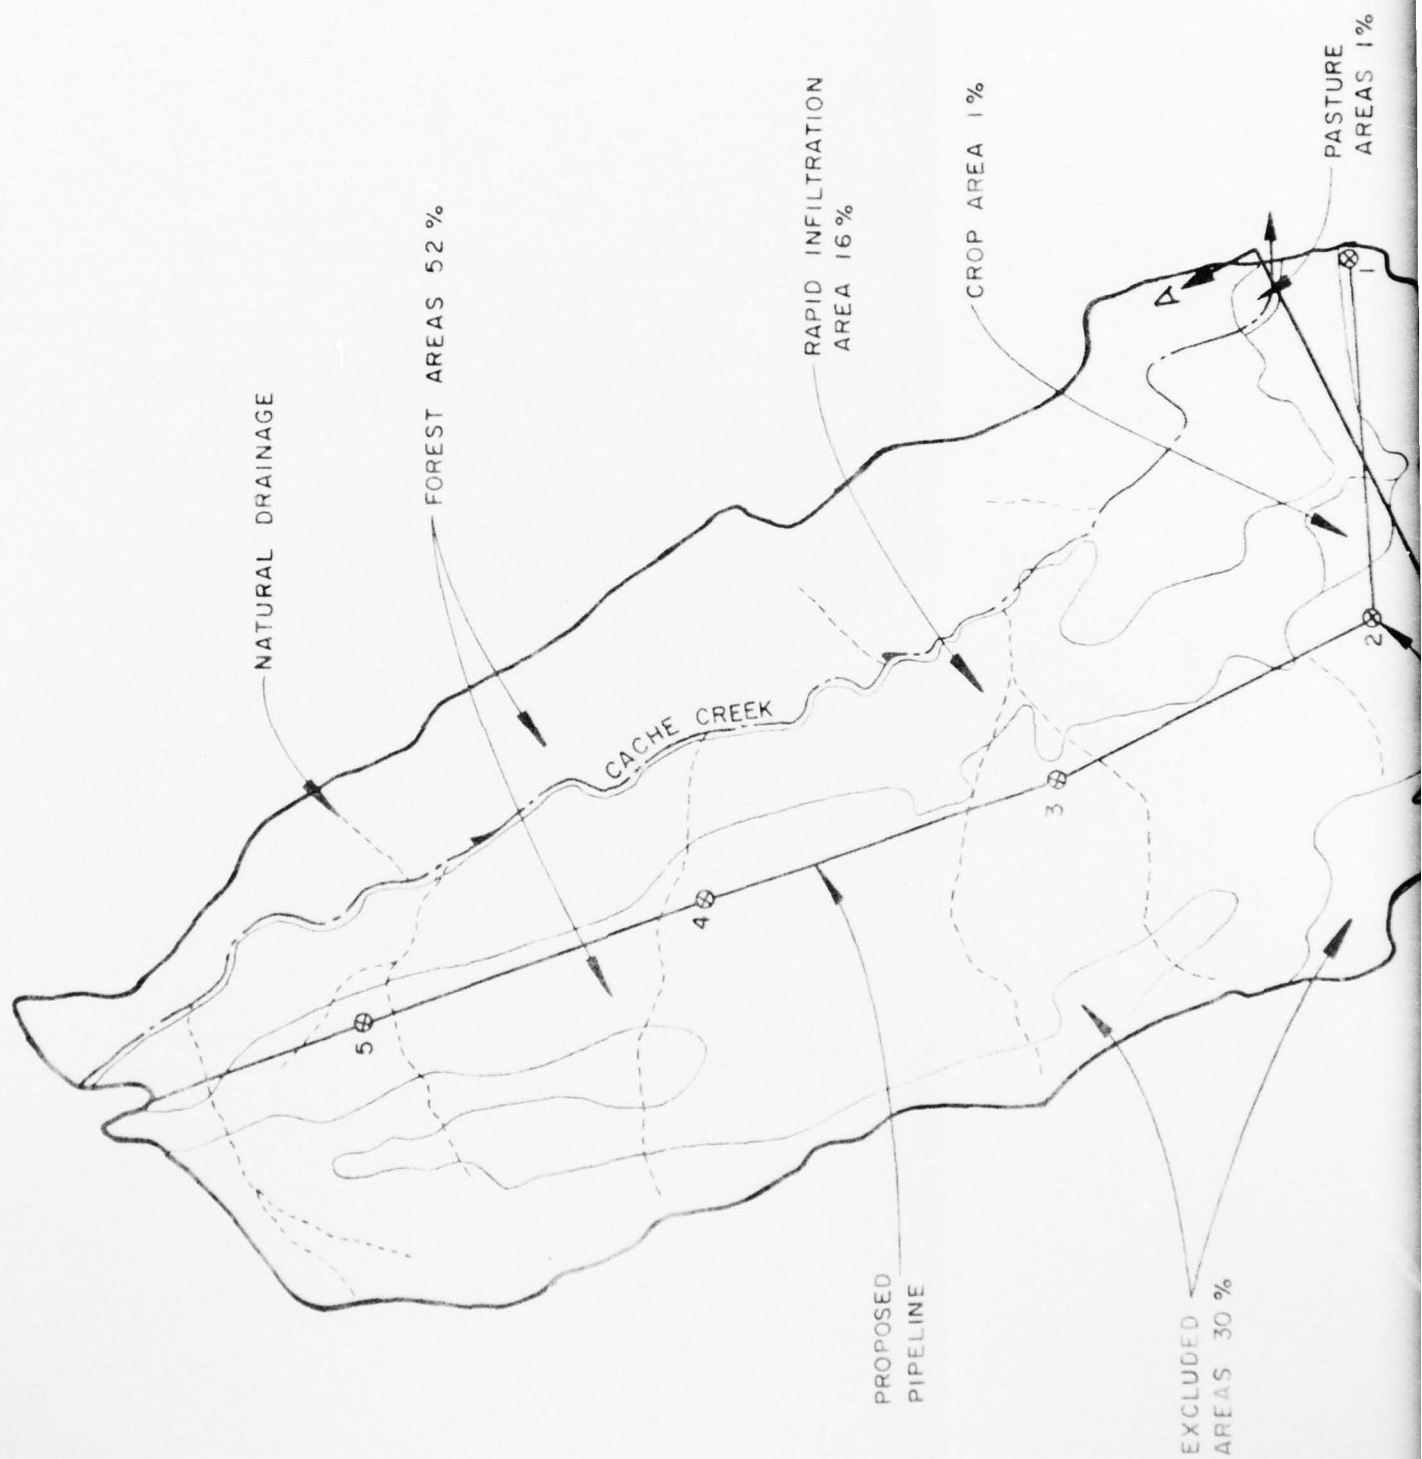 NATURAL DRAINAGE
FOREST AREAS 52%
RAPID INFILTRATION
AREA 16%
CROP AREA 1%
PASTURE
AREAS 1%
CACHE CREEK
A
1
2
3
4
5
PROPOSED
PIPELINE
EXCLUDED
AREAS 30%